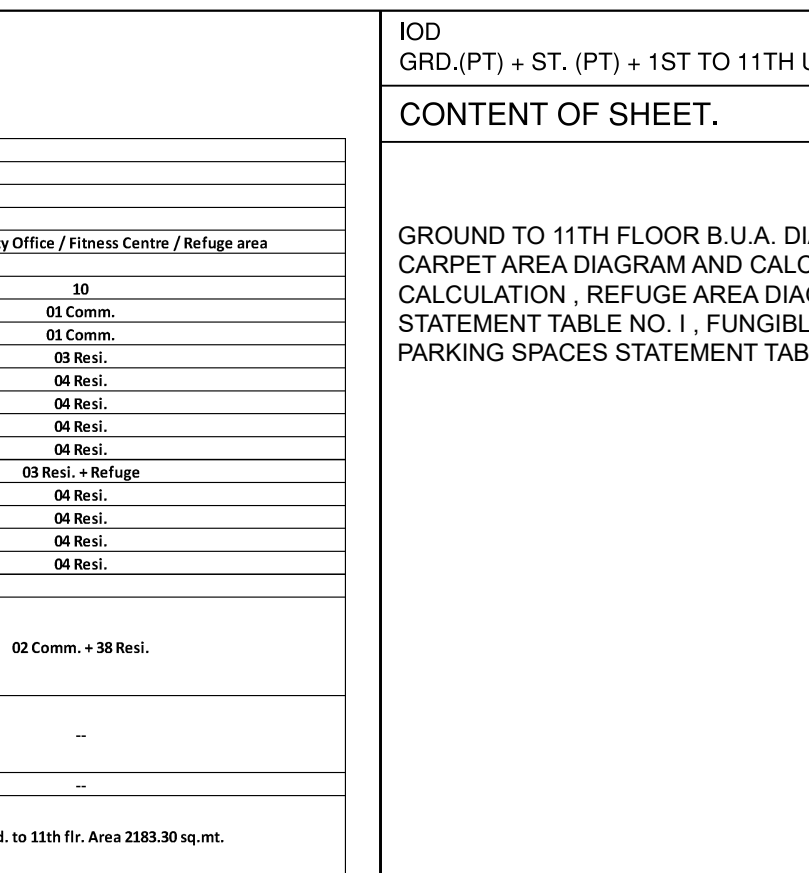 y Office / Fitness Centre / Refuge area
10
01 Comm.
01 Comm.
03 Resi.
04 Resi.
04 Resi.
04 Resi.
04 Resi.
03 Resi. + Refuge
04 Resi.
04 Resi.
04 Resi.
04 Resi.
02 Comm. + 38 Resi.
--
--
d. to 11th flr. Area 2183.30 sq.mt.
IOD
GRD.(PT) + ST. (PT) + 1ST TO 11TH U
CONTENT OF SHEET.
GROUND TO 11TH FLOOR B.U.A. DI
CARPET AREA DIAGRAM AND CALC
CALCULATION , REFUGE AREA DIA
STATEMENT TABLE NO. I , FUNGIBL
PARKING SPACES STATEMENT TAB